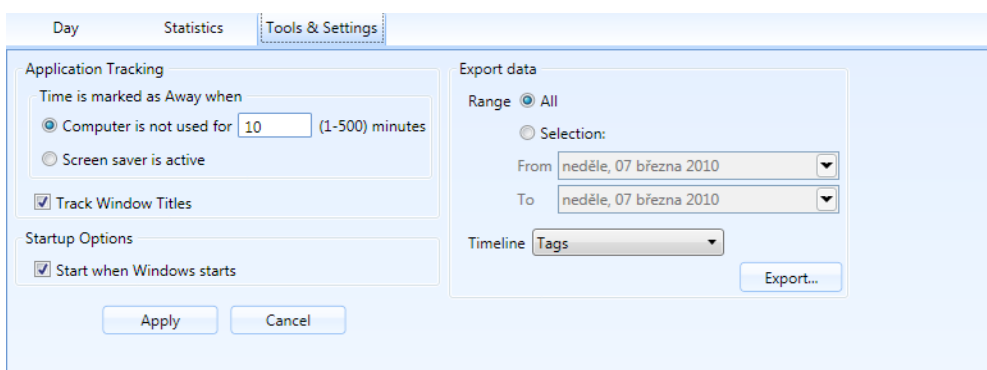 Day Statistics Tools & Settings
Application Tracking
Time is marked as Away when
Computer is not used for 10 (1-500) minutes
Screen saver is active
Track Window Titles
Startup Options
Start when Windows starts
Apply Cancel
Export data
Range All
Selection:
From neděle, 07 března 2010
To neděle, 07 března 2010
Timeline Tags
Export...